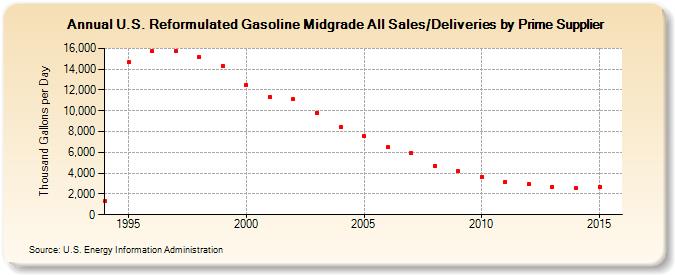 Annual U.S. Reformulated Gasoline Midgrade All Sales/Deliveries by Prime Supplier
Thousand Gallons per Day
16,000
14,000
12,000
10,000
8,000
6,000
4,000
2,000
0
1995 2000 2005 2010 2015
Source: U.S. Energy Information Administration